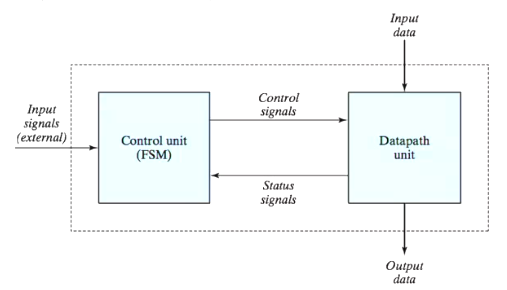 Input
data
Input
signals
(external)
Control unit
(FSM)
Control
signals
Status
signals
Datapath
unit
Output
data